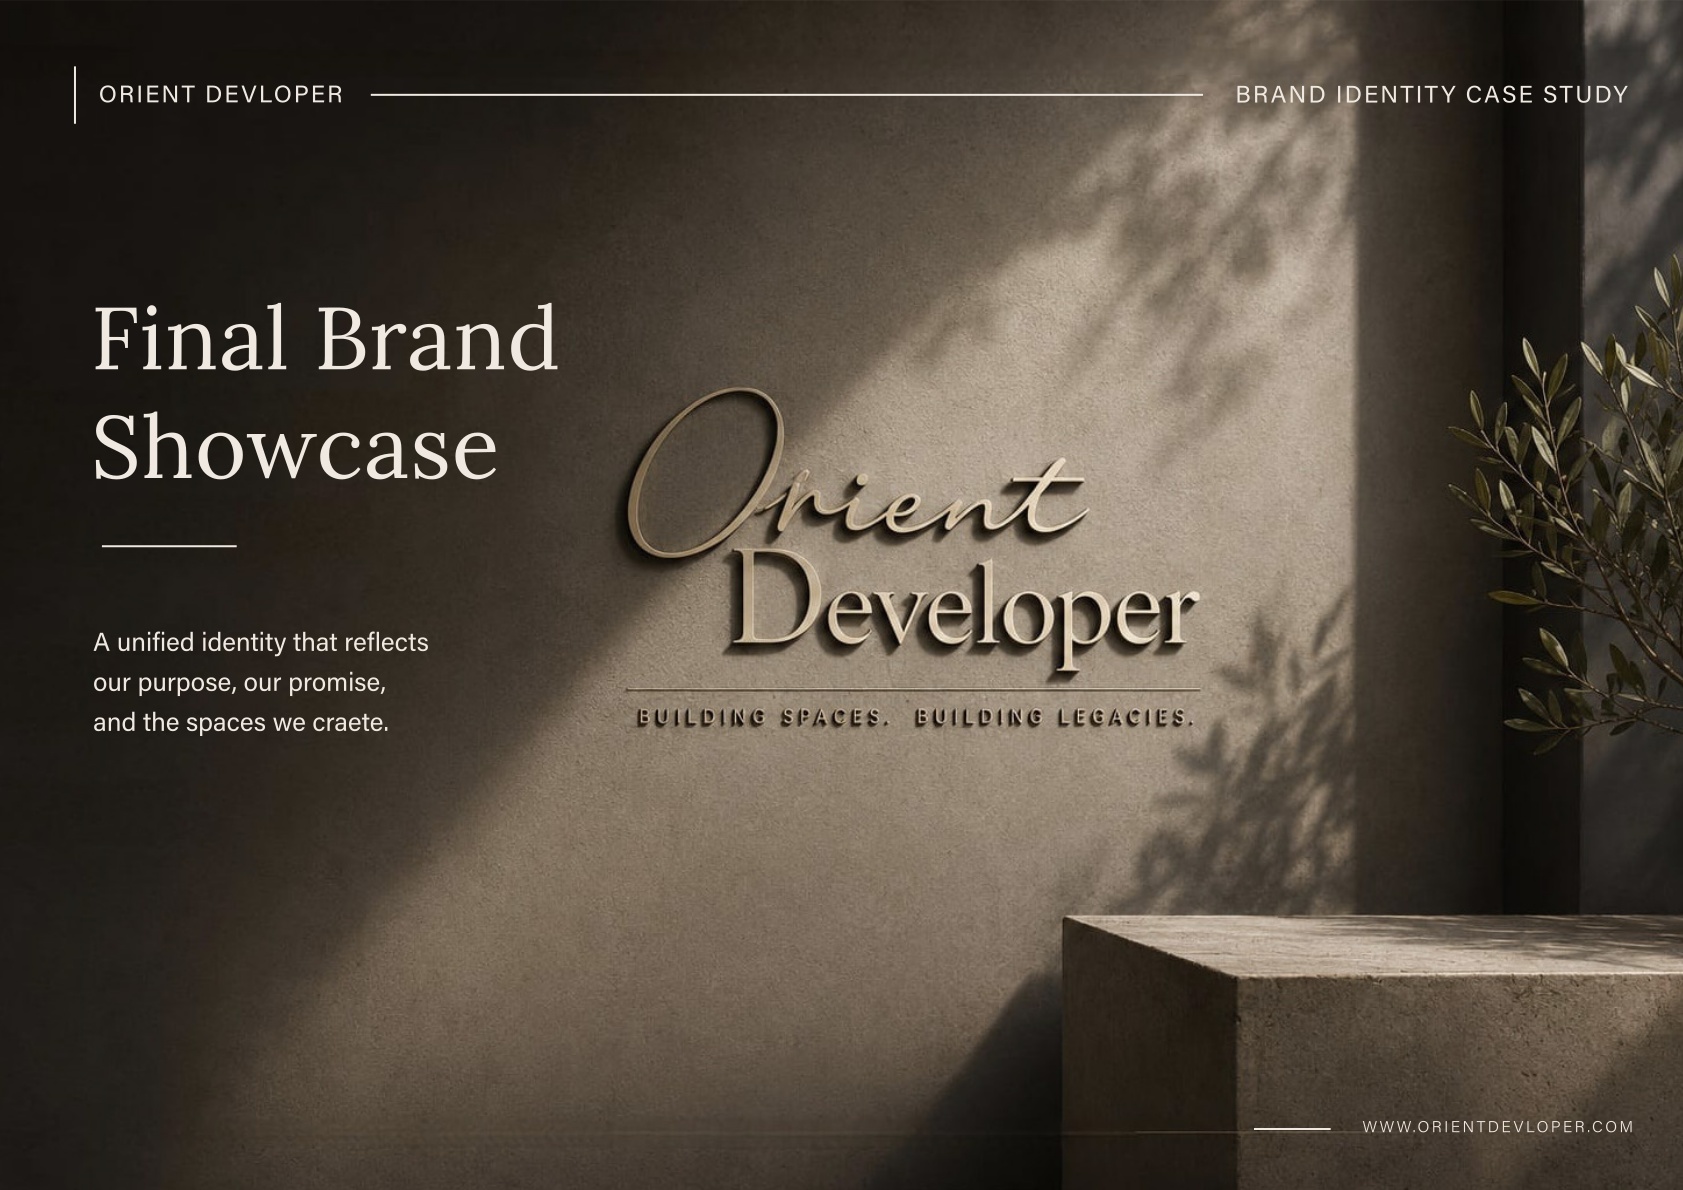 ORIENT DEVLOPER
BRAND IDENTITY CASE STUDY
Final Brand
Showcase
A unified identity that reflects
our purpose, our promise,
and the spaces we craete.
Orient
Developer
BUILDING SPACES. BUILDING LEGACIES.
WWW.ORIENTDEVLOPER.COM